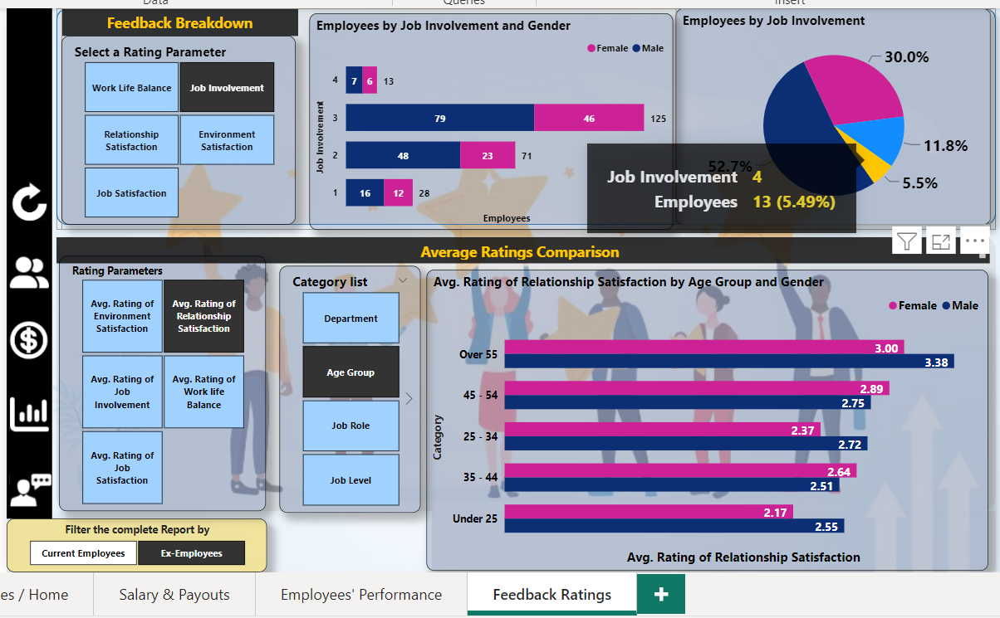 Data
Queries
Insert
Feedback Breakdown
Select a Rating Parameter
Work Life Balance
Job Involvement
Relationship
Satisfaction
Environment
Satisfaction
Job Satisfaction
Employees by Job Involvement and Gender
Female Male
Job Involvement
4
7
6
13
3
79
46
125
2
48
23
71
1
16
12
28
Employees
Employees by Job Involvement
30.0%
11.8%
5.5%
52.7%
Job Involvement 4
Employees 13 (5.49%)
Average Ratings Comparison
Rating Parameters
Avg. Rating of
Environment
Satisfaction
Avg. Rating of
Relationship
Satisfaction
Avg. Rating of
Job
Involvement
Avg. Rating of
Work life
Balance
Avg. Rating of
Job
Satisfaction
Category list
Department
Age Group
Job Role
Job Level
Avg. Rating of Relationship Satisfaction by Age Group and Gender
Female Male
Category
Over 55
3.00
3.38
45 - 54
2.89
2.75
25 - 34
2.37
2.72
35 - 44
2.64
2.51
Under 25
2.17
2.55
Avg. Rating of Relationship Satisfaction
Filter the complete Report by
Current Employees
Ex-Employees
es / Home
Salary & Payouts
Employees' Performance
Feedback Ratings
+